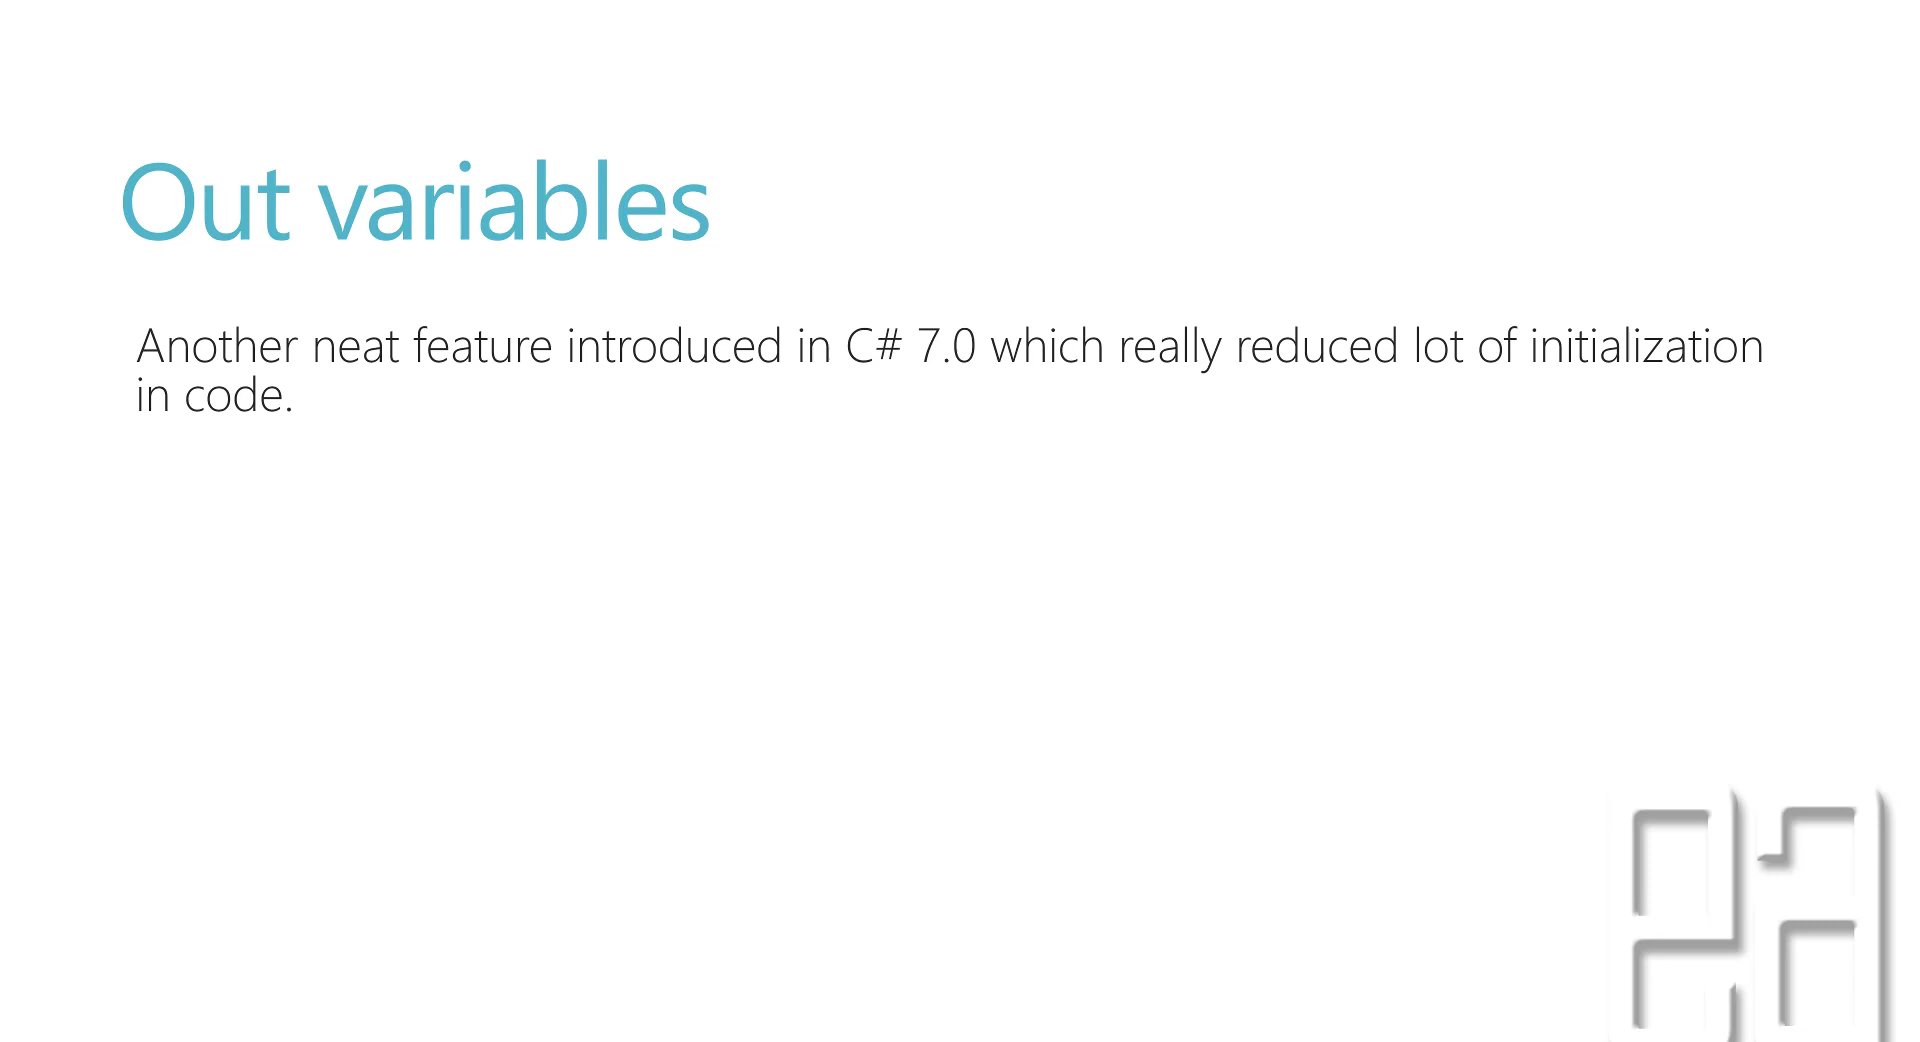 Out variables
Another neat feature introduced in C# 7.0 which really reduced lot of initialization
in code.